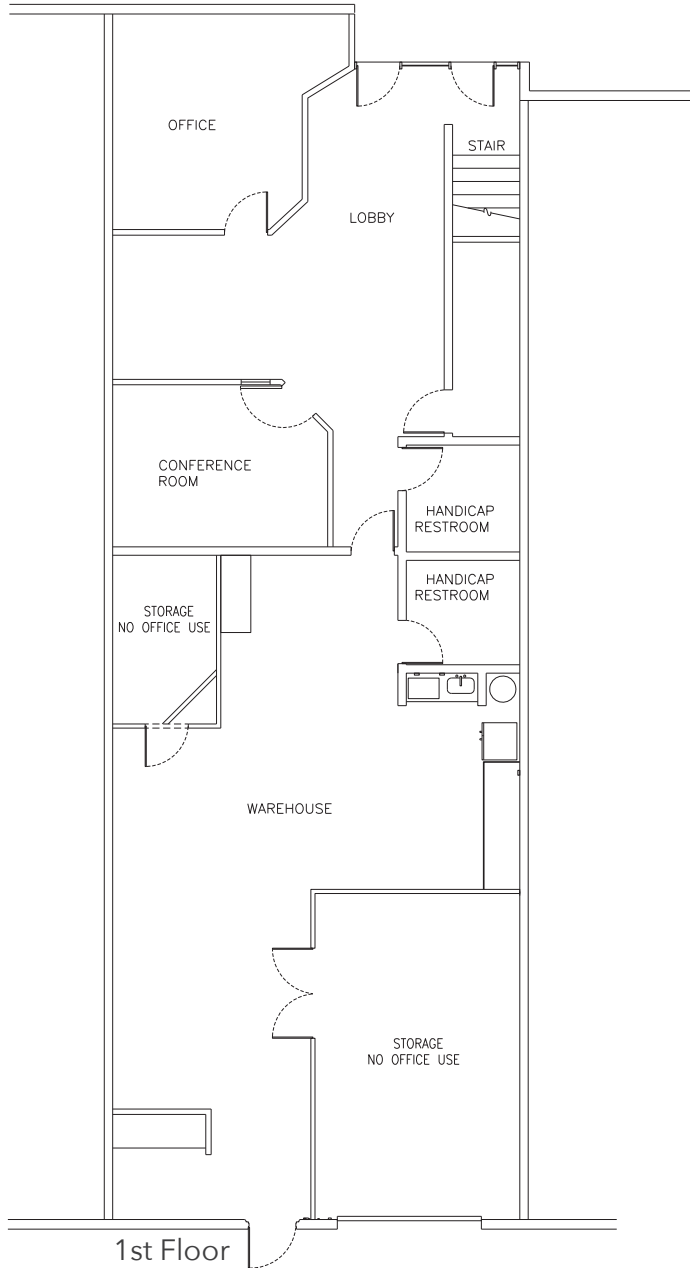 OFFICE
STAIR
LOBBY
CONFERENCE
ROOM
HANDICAP
RESTROOM
HANDICAP
RESTROOM
STORAGE
NO OFFICE USE
WAREHOUSE
STORAGE
NO OFFICE USE
1st Floor